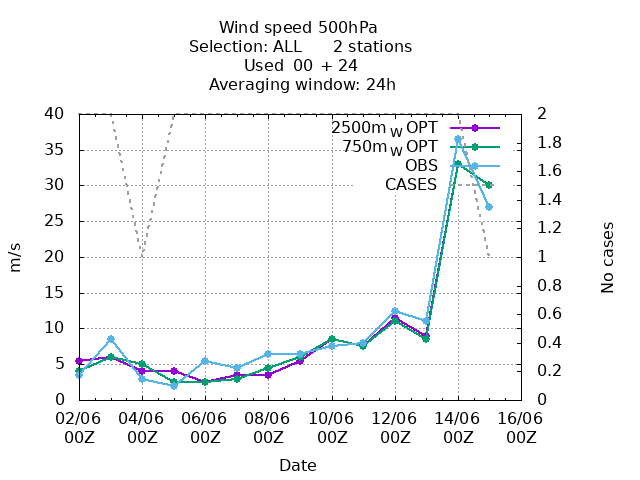 Wind speed 500hPa
Selection: ALL 2 stations
Used 00 + 24
Averaging window: 24h
40
35
30
25
20
15
10
5
0
2
1.8
1.6
1.4
1.2
1
0.8
0.6
0.4
0.2
0
m/s
No cases
2500m W OPT
750m W OPT
OBS
CASES
02/06 04/06 06/06 08/06 10/06 12/06 14/06 16/06
00Z 00Z 00Z 00Z 00Z 00Z 00Z 00Z
Date